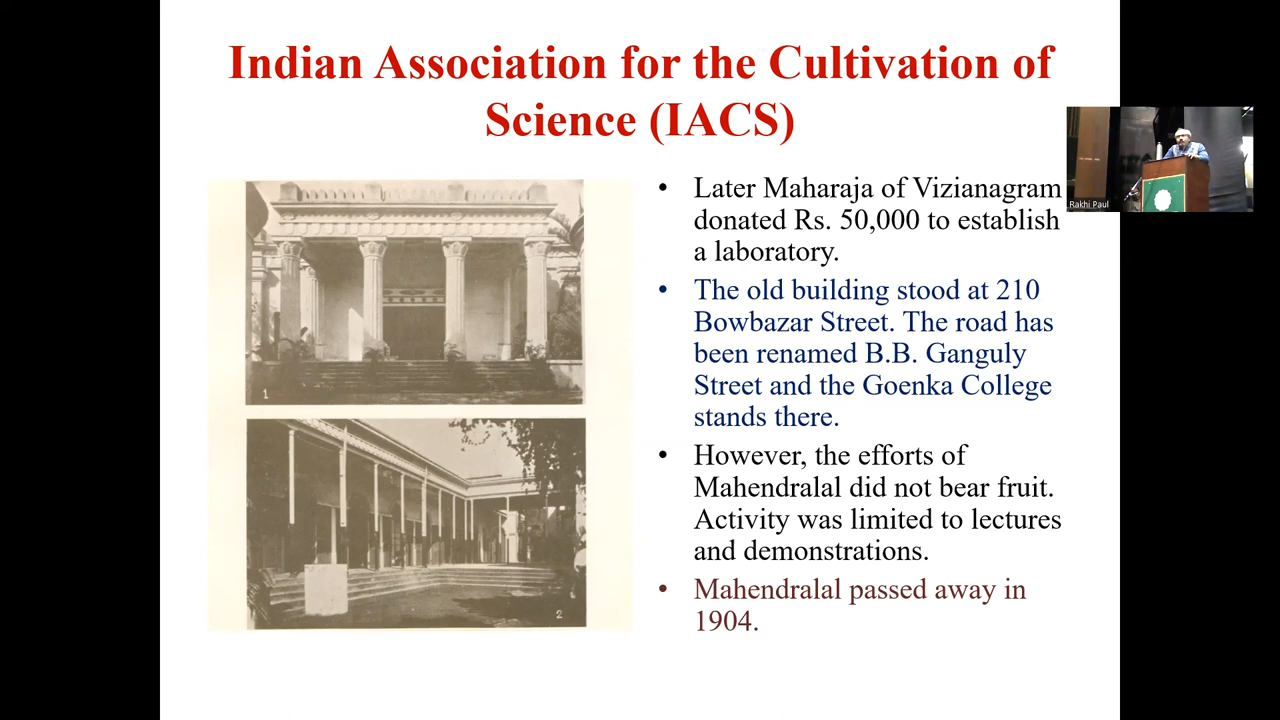 Indian Association for the Cultivation of
Science (IACS)
• Later Maharaja of Vizianagram
donated Rs. 50,000 to establish
a laboratory.
• The old building stood at 210
Bowbazar Street. The road has
been renamed B.B. Ganguly
Street and the Goenka College
stands there.
• However, the efforts of
Mahendralal did not bear fruit.
Activity was limited to lectures
and demonstrations.
• Mahendralal passed away in
1904.
1
2
Rakhi Paul